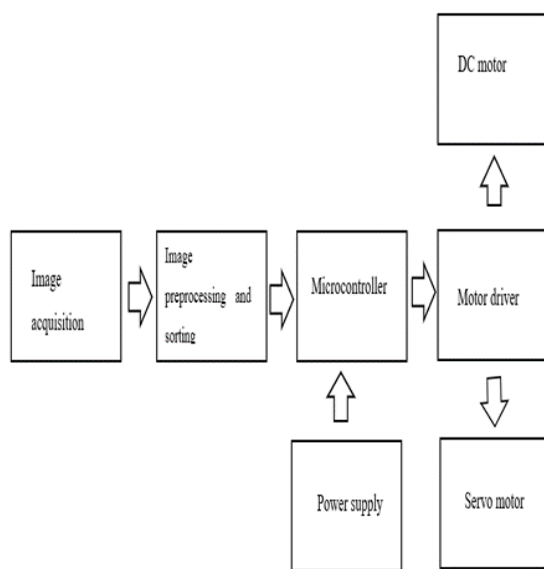 DC motor
Image
acquisition
Image
preprocessing and
sorting
Microcontroller
Motor driver
Power supply
Servo motor